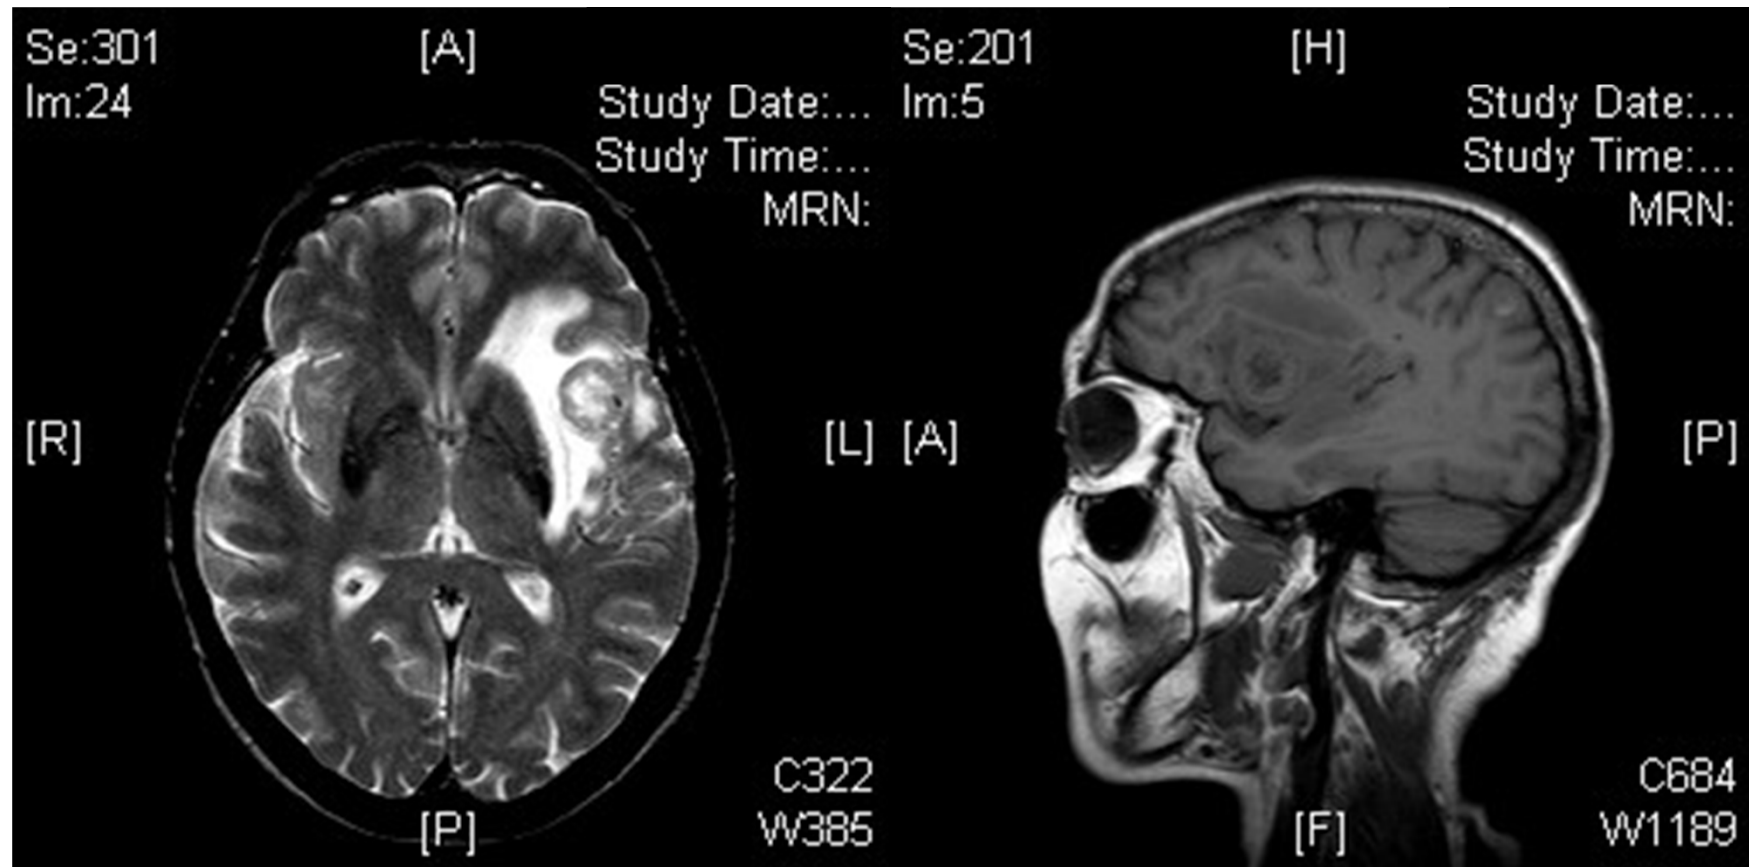 Se:301
Im:24
[A]
Study Date:...
Study Time:...
MRN:
[R]
[L]
C322
W385
[P]
Se:201
Im:5
[H]
Study Date:...
Study Time:...
MRN:
[A]
[P]
C684
W1189
[F]